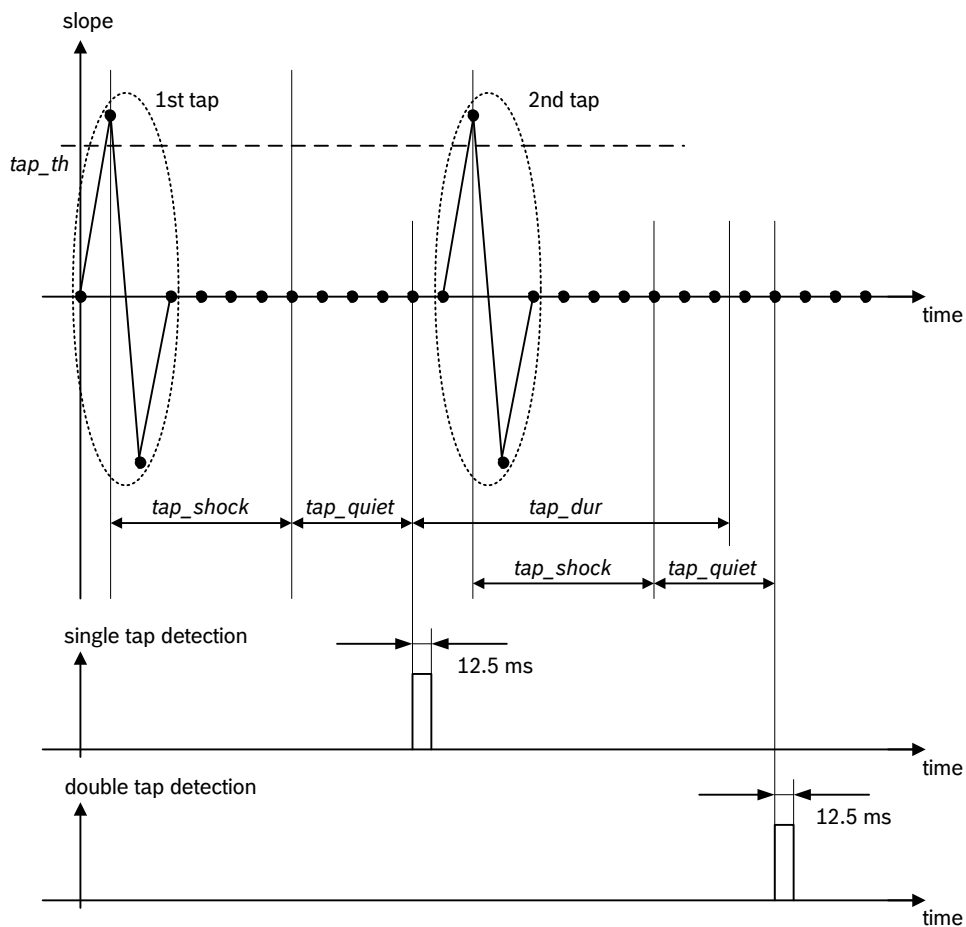 slope
1st tap
2nd tap
tap_th
time
tap_shock
tap_quiet
tap_dur
tap_shock
tap_quiet
single tap detection
12.5 ms
time
double tap detection
12.5 ms
time